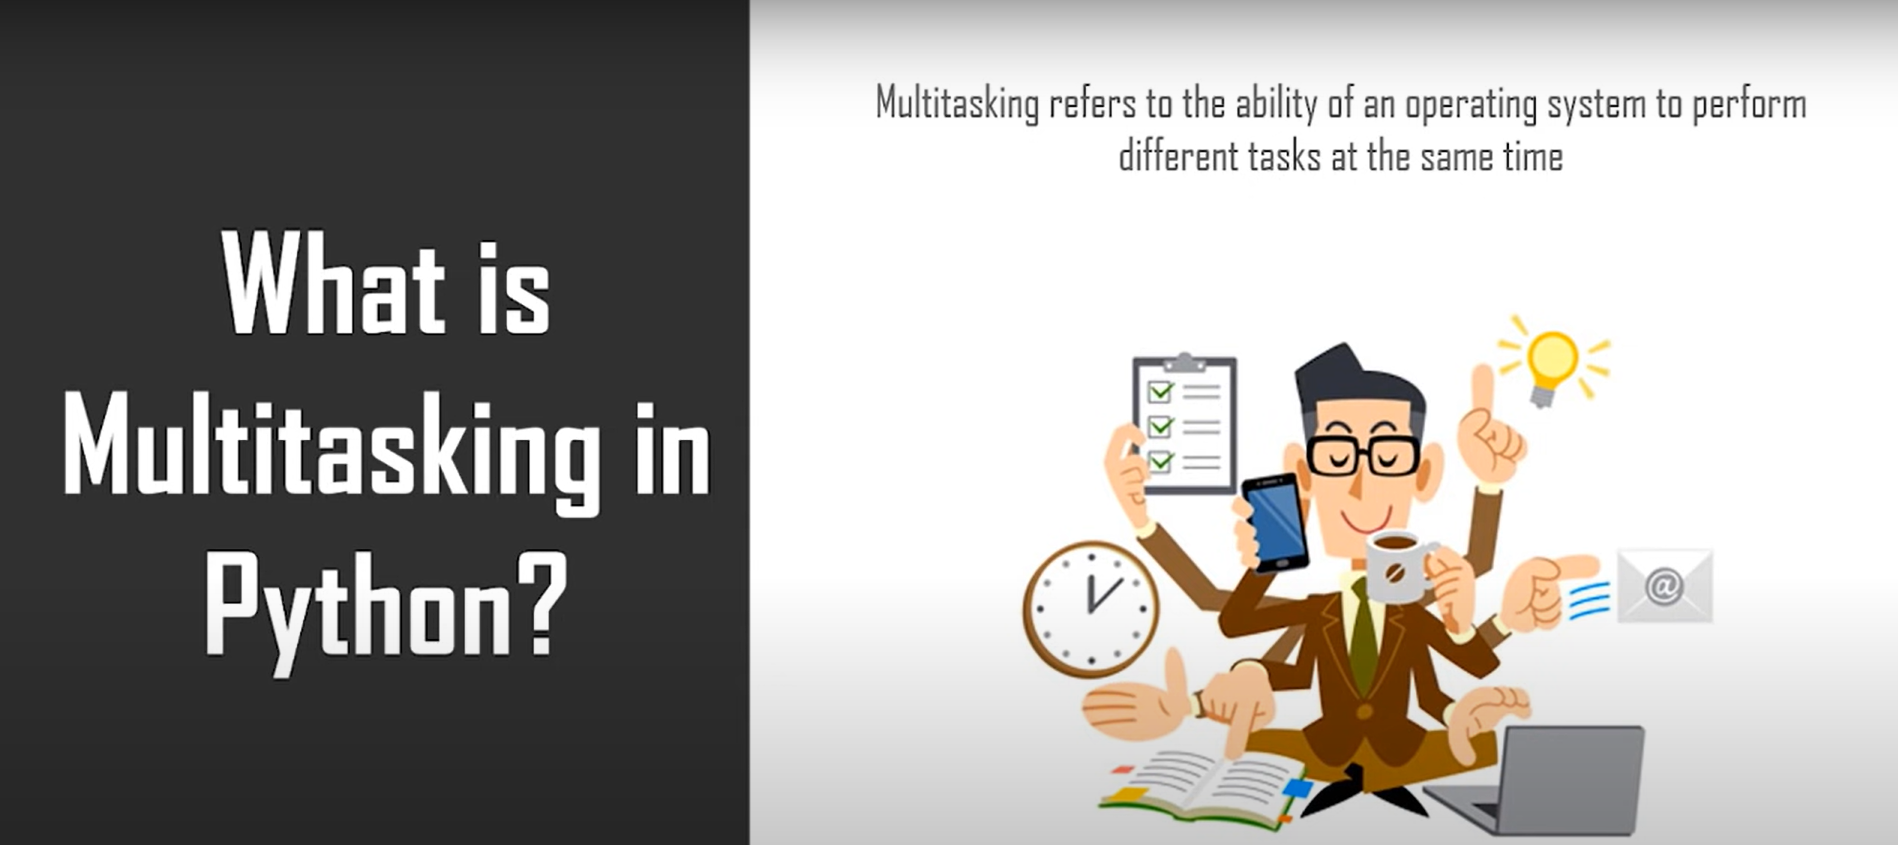 What is
Multitasking in
Python?
Multitasking refers to the ability of an operating system to perform
different tasks at the same time
@